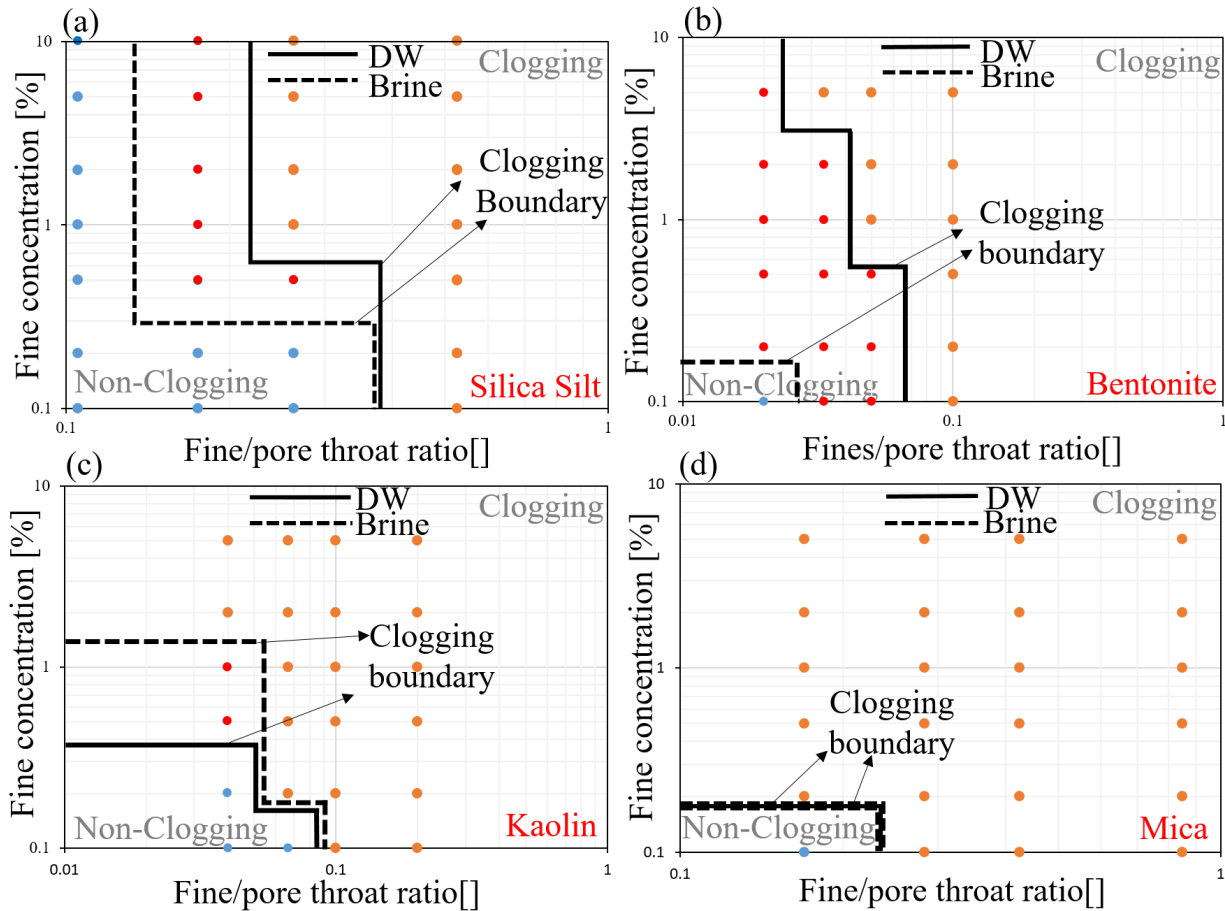 (a)
10
DW
Brine
Clogging
Clogging
Boundary
1
Fine concentration [%]
Non-Clogging
Silica Silt
0.1
0.1
1
Fine/pore throat ratio[]
(b)
10
DW
Brine
Clogging
Clogging
boundary
1
Fine concentration [%]
Non-Clogging
Bentonite
0.1
0.01
0.1
1
Fines/pore throat ratio[]
(c)
10
DW
Brine
Clogging
Clogging
boundary
1
Fine concentration [%]
Non-Clogging
Kaolin
0.1
0.01
0.1
1
Fine/pore throat ratio[]
(d)
10
DW
Brine
Clogging
Clogging
boundary
1
Fine concentration [%]
Non-Clogging
Mica
0.1
0.1
1
Fine/pore throat ratio[]